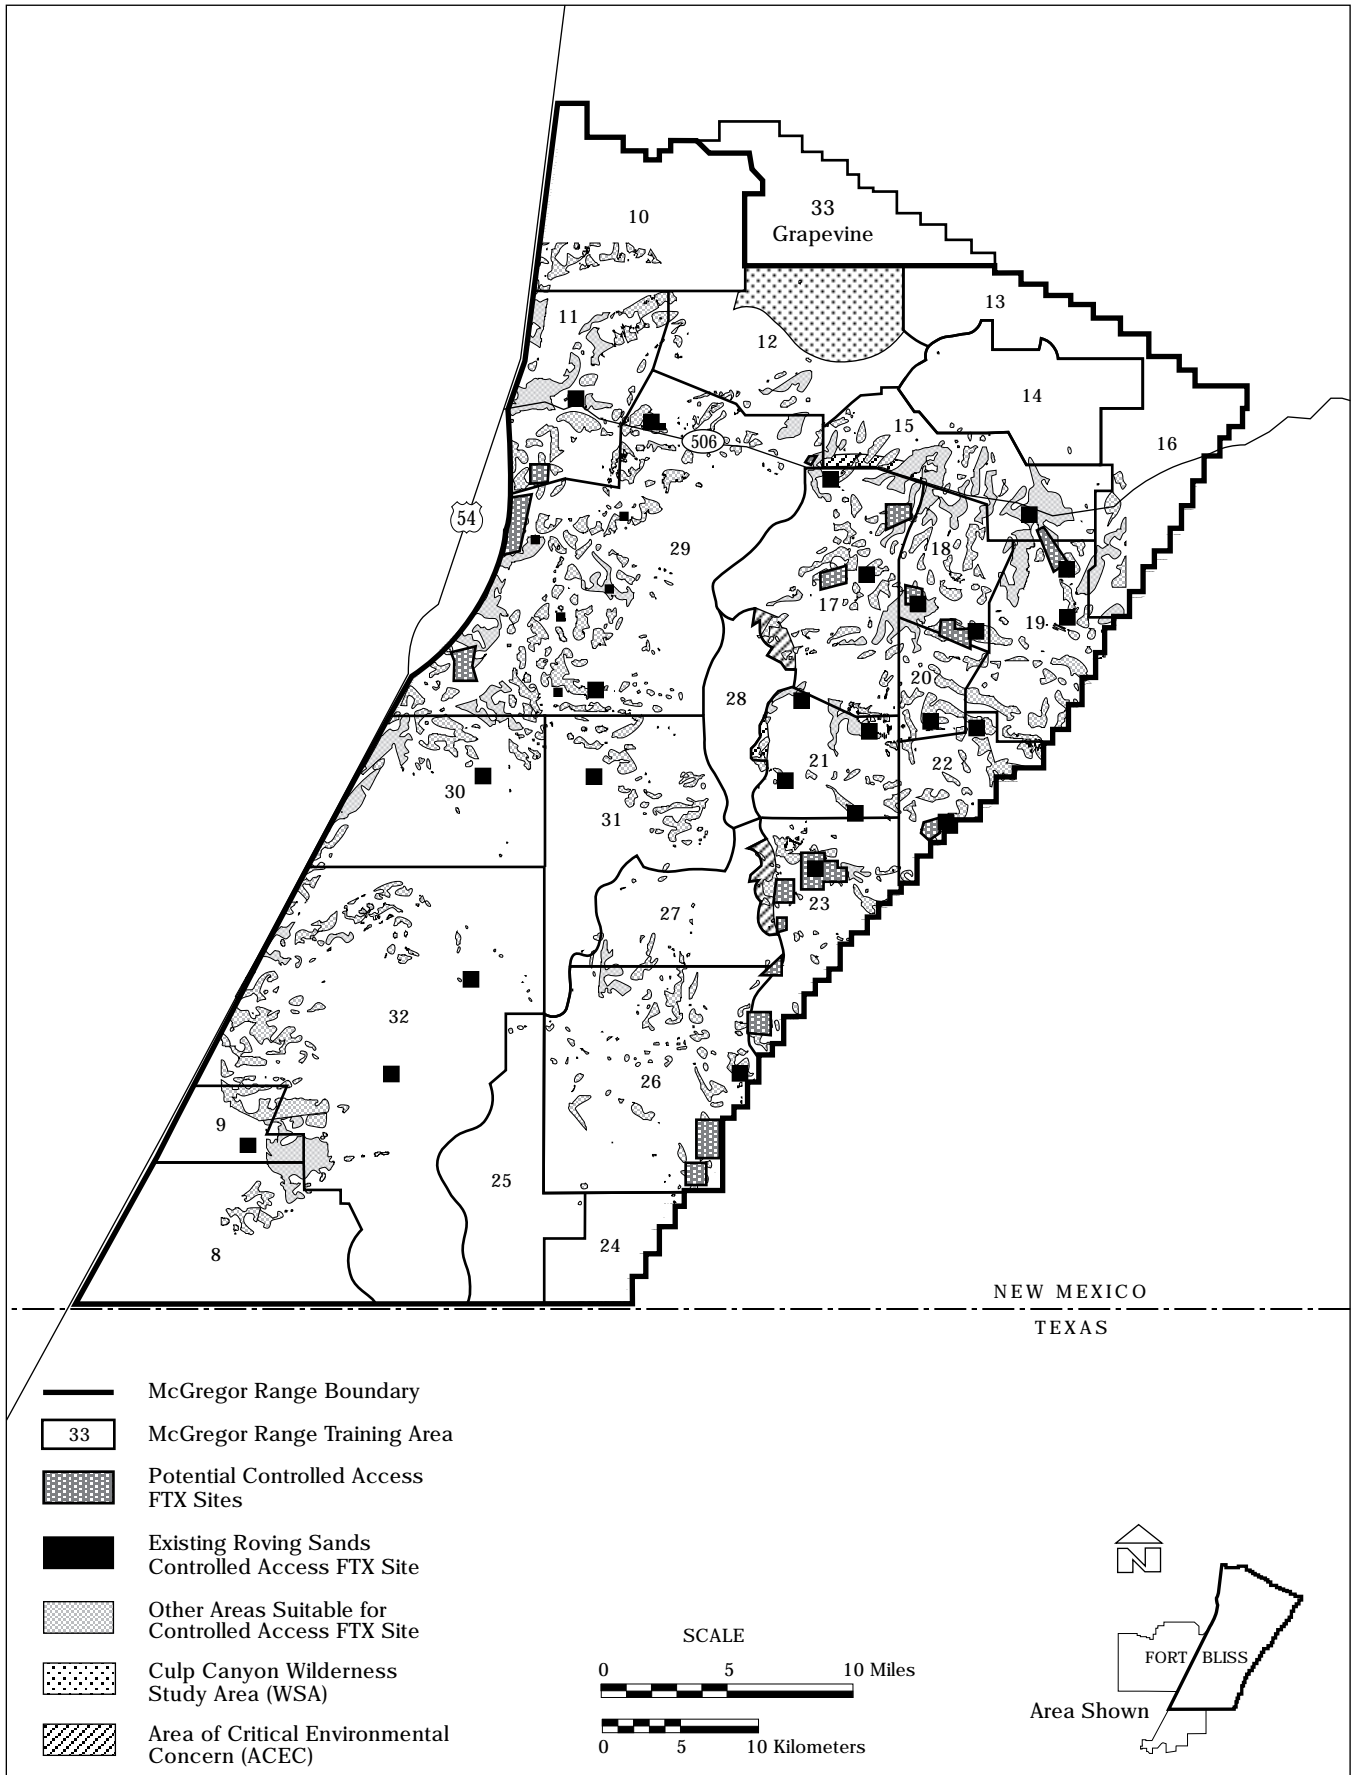 10
33
Grapevine
13
11
12
14
15
16
506
54
29
18
17
19
20
28
21
22
30
31
23
27
32
26
9
25
8
24
NEW MEXICO
TEXAS
McGregor Range Boundary
33
McGregor Range Training Area
Potential Controlled Access
FTX Sites
Existing Roving Sands
Controlled Access FTX Site
Other Areas Suitable for
Controlled Access FTX Site
Culp Canyon Wilderness
Study Area (WSA)
Area of Critical Environmental
Concern (ACEC)
SCALE
0 5 10 Miles
0 5 10 Kilometers
N
FORT BLISS
Area Shown